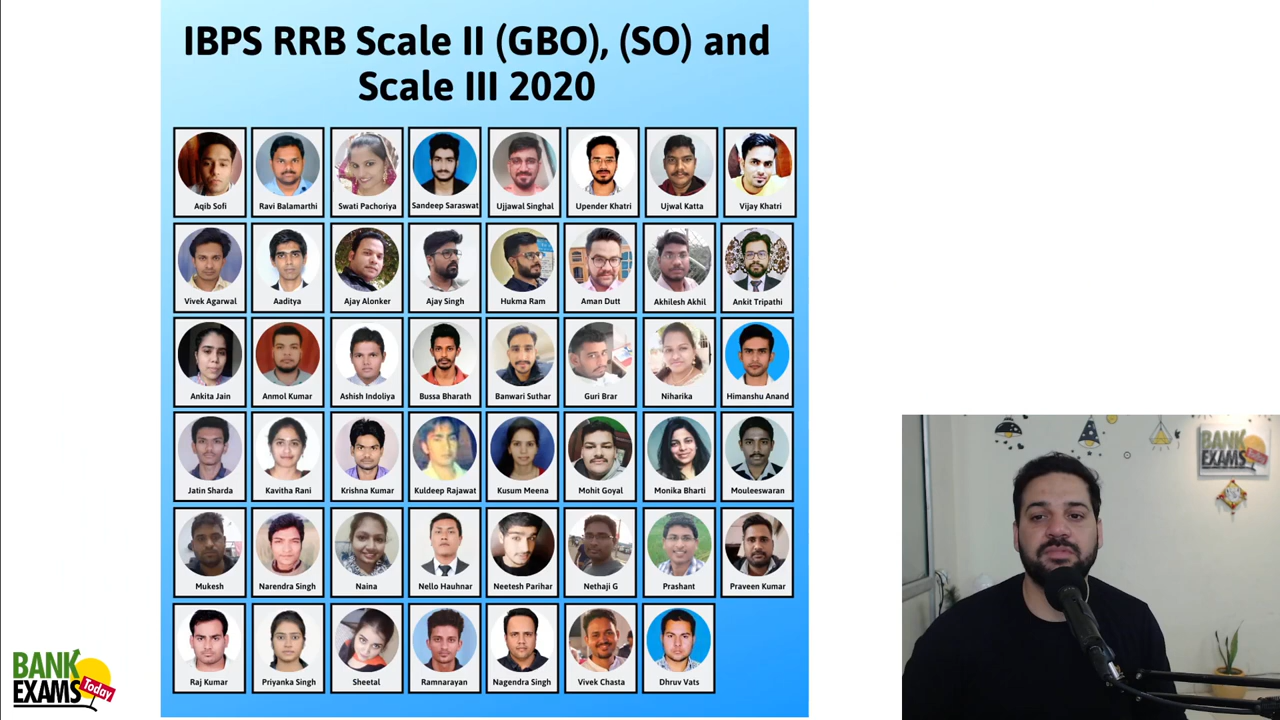 IBPS RRB Scale II (GBO), (SO) and
Scale III 2020
Aqib Sofi
Ravi Balamarthi
Swati Pachoriya
Sandeep Saraswat
Ujjawal Singhal
Upender Khatri
Ujwal Katta
Vijay Khatri
Vivek Agarwal
Aaditya
Ajay Alonker
Ajay Singh
Hukma Ram
Aman Dutt
Akhilesh Akhil
Ankit Tripathi
Ankita Jain
Anmol Kumar
Ashish Indoliya
Bussa Bharath
Banwari Suthar
Guri Brar
Niharika
Himanshu Anand
Jatin Sharda
Kavitha Rani
Krishna Kumar
Kuldeep Rajawat
Kusum Meena
Mohit Goyal
Monika Bharti
Mouleeswaran
Mukesh
Narendra Singh
Naina
Nello Hauhnar
Neetesh Parihar
Nethaji G
Prashant
Praveen Kumar
Raj Kumar
Priyanka Singh
Sheetal
Ramnarayan
Nagendra Singh
Vivek Chasta
Dhruv Vats
BANK
EXAMS
Today
BANK
EXAMS
Today